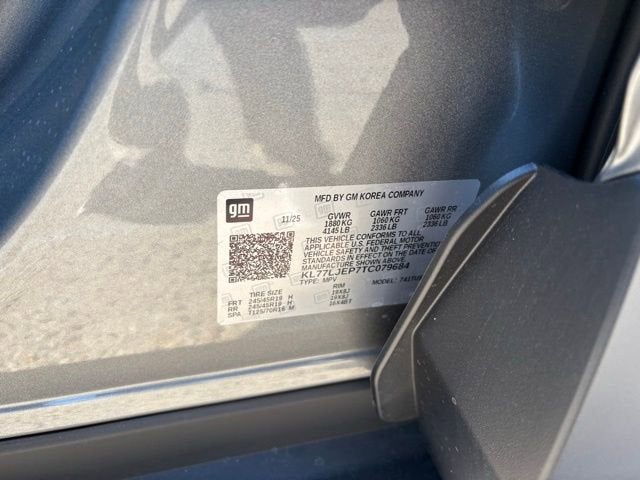 gm
MFD BY GM KOREA COMPANY
11/25 GVWR GAWR FRT GAWR RR
1880 KG 1060 KG 1060 KG
4145 LB 2336 LB 2336 LB
THIS VEHICLE CONFORMS TO ALL
APPLICABLE U.S. FEDERAL MOTOR
VEHICLE SAFETY AND THEFT PREVENTION
STANDARDS IN EFFECT ON THE DATE OF
MANUFACTURE SHOWN ABOVE.
KL77LJEP7TC079684
TYPE: MPV MODEL:
TIRE SIZE RIM
FRT 245/45R19 H 19X8J
RR 245/45R19 H 19X8J
SPA T125/70R16 M 16X4BT